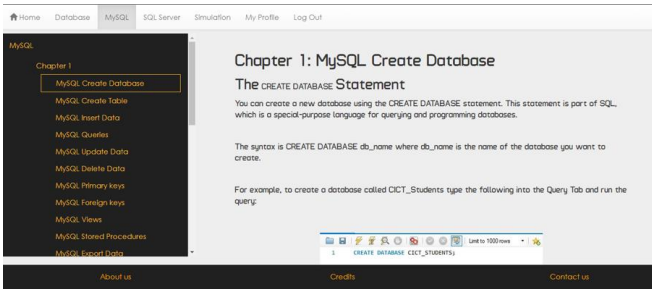 Home Database MySQL SQL Server Simulation My Profile Log Out
MySQL
Chapter 1
MySQL Create Database
MySQL Create Table
MySQL Insert Data
MySQL Queries
MySQL Update Data
MySQL Delete Data
MySQL Primary keys
MySQL Foreign keys
MySQL Views
MySQL Stored Procedures
MySQL Export Data
Chapter 1: MySQL Create Database
The CREATE DATABASE Statement
You can create a new database using the CREATE DATABASE statement. This statement is part of SQL,
which is a special-purpose language for querying and programming databases.
The syntax is CREATE DATABASE db_name where db_name is the name of the database you want to
create.
For example, to create a database called CICT_Students type the following into the Query Tab and run the
query:
Limit to 1000 rows
1 CREATE DATABASE CICT_STUDENTS;
About us Credits Contact us